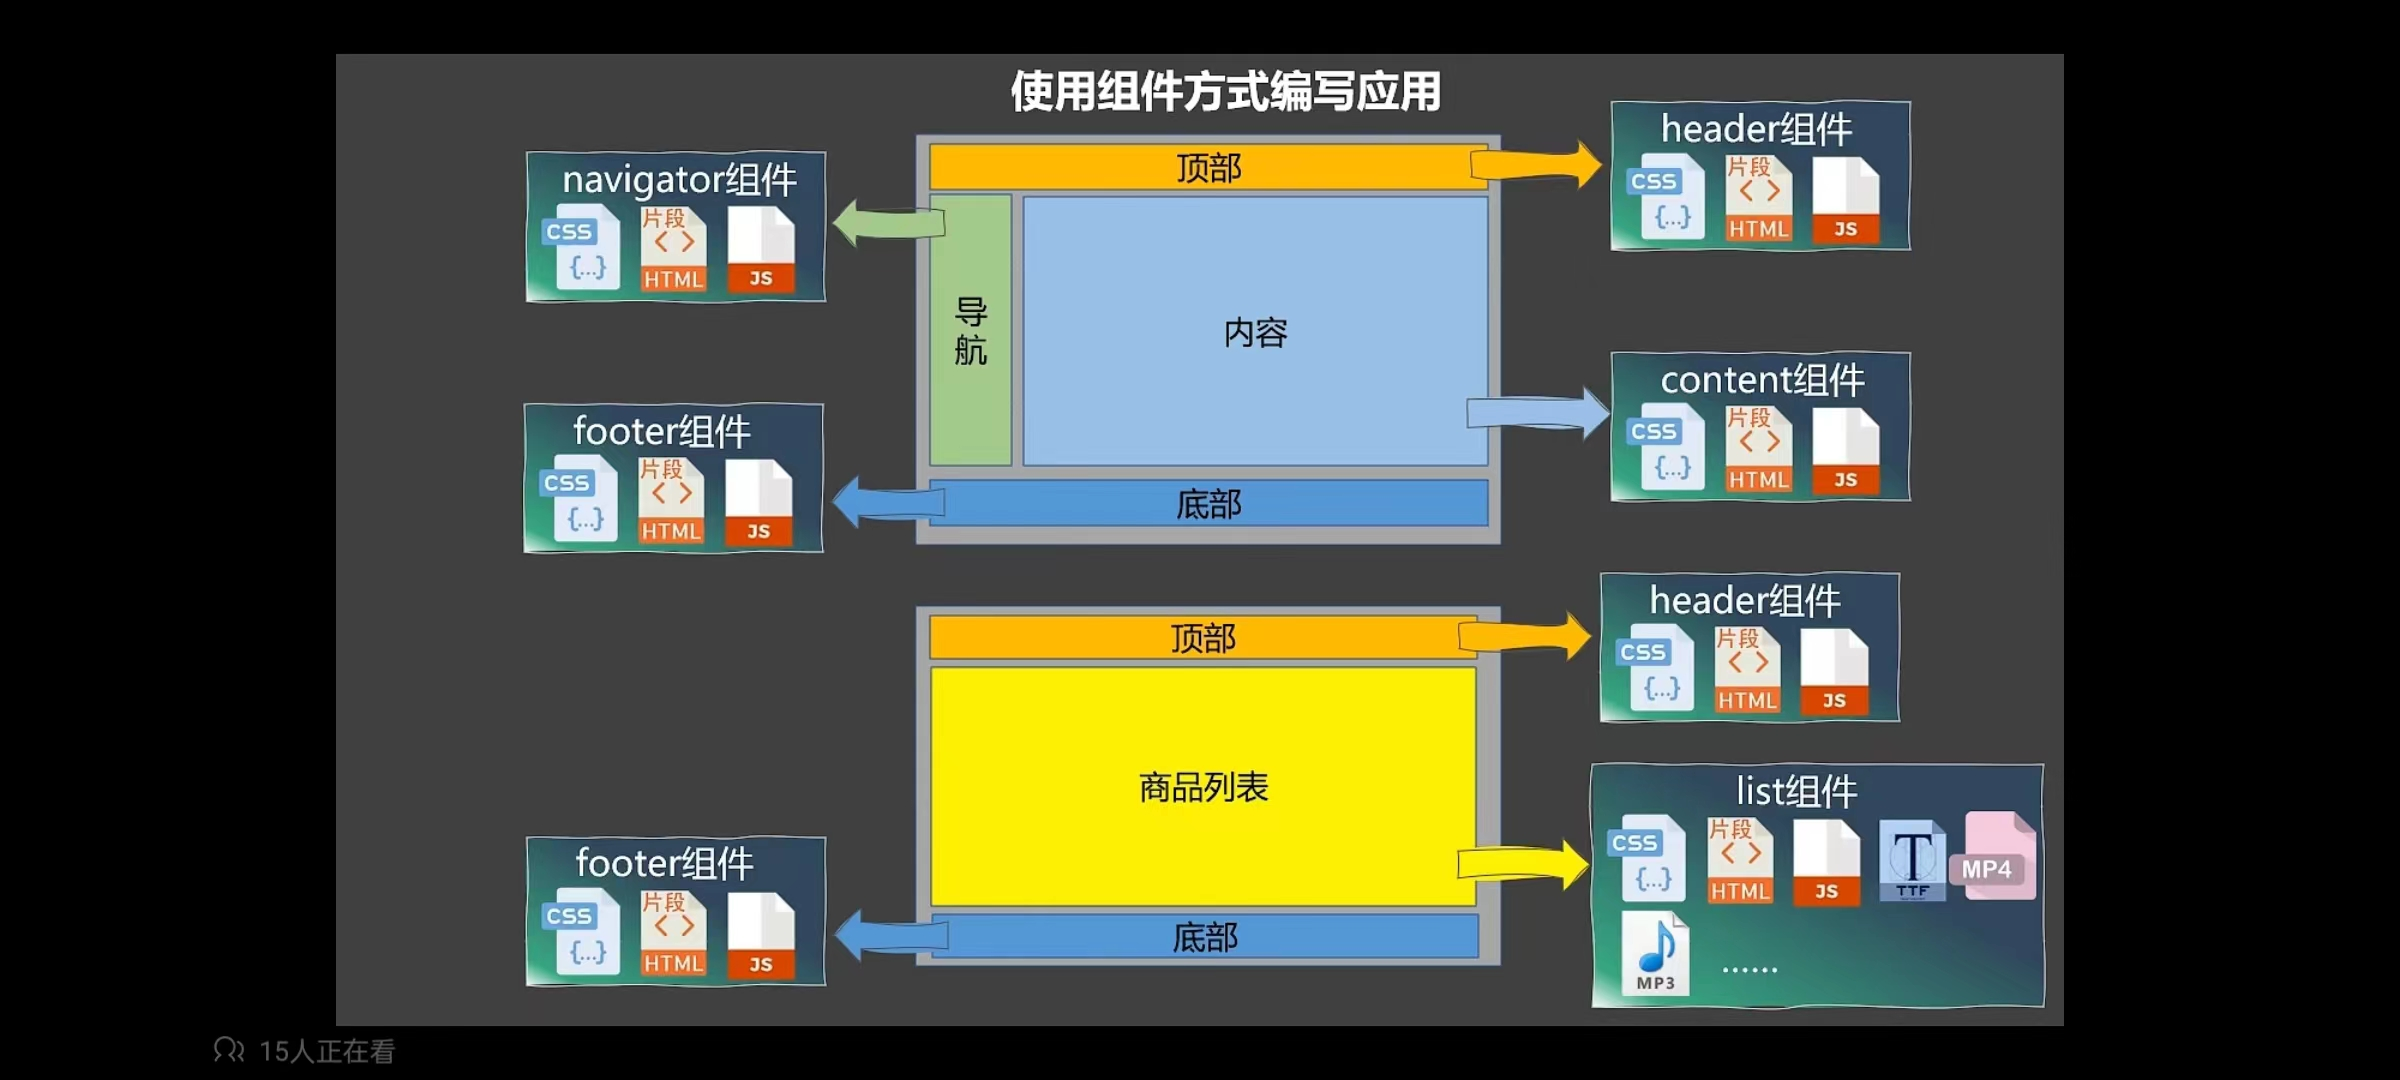 使用组件方式编写应用
header组件
CSS
{...}
片段
< >
HTML
JS
navigator组件
CSS
{...}
片段
< >
HTML
JS
顶部
导航
内容
底部
footer组件
CSS
{...}
片段
< >
HTML
JS
content组件
CSS
{...}
片段
< >
HTML
JS
顶部
商品列表
底部
header组件
CSS
{...}
片段
< >
HTML
JS
footer组件
CSS
{...}
片段
< >
HTML
JS
list组件
CSS
{...}
片段
< >
HTML
JS
T
TTF
MP4
MP3
......
15人正在看